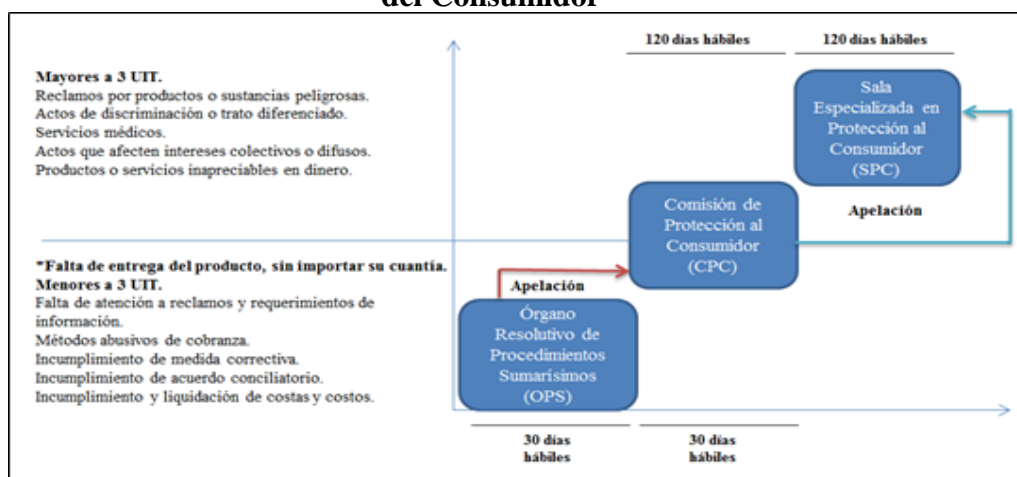 del Consumidor
120 días hábiles
120 días hábiles
Mayores a 3 UIT.
Reclamos por productos o sustancias peligrosas.
Actos de discriminación o trato diferenciado.
Servicios médicos.
Actos que afecten intereses colectivos o difusos.
Productos o servicios inapreciables en dinero.
Sala
Especializada en
Protección al
Consumidor
(SPC)
Apelación
Comisión de
Protección al
Consumidor
(CPC)
*Falta de entrega del producto, sin importar su cuantía.
Menores a 3 UIT.
Falta de atención a reclamos y requerimientos de
información.
Métodos abusivos de cobranza.
Incumplimiento de medida correctiva.
Incumplimiento de acuerdo conciliatorio.
Incumplimiento y liquidación de costas y costos.
Apelación
Órgano
Resolutivo de
Procedimientos
Sumarísimos
(OPS)
30 días
hábiles
30 días
hábiles